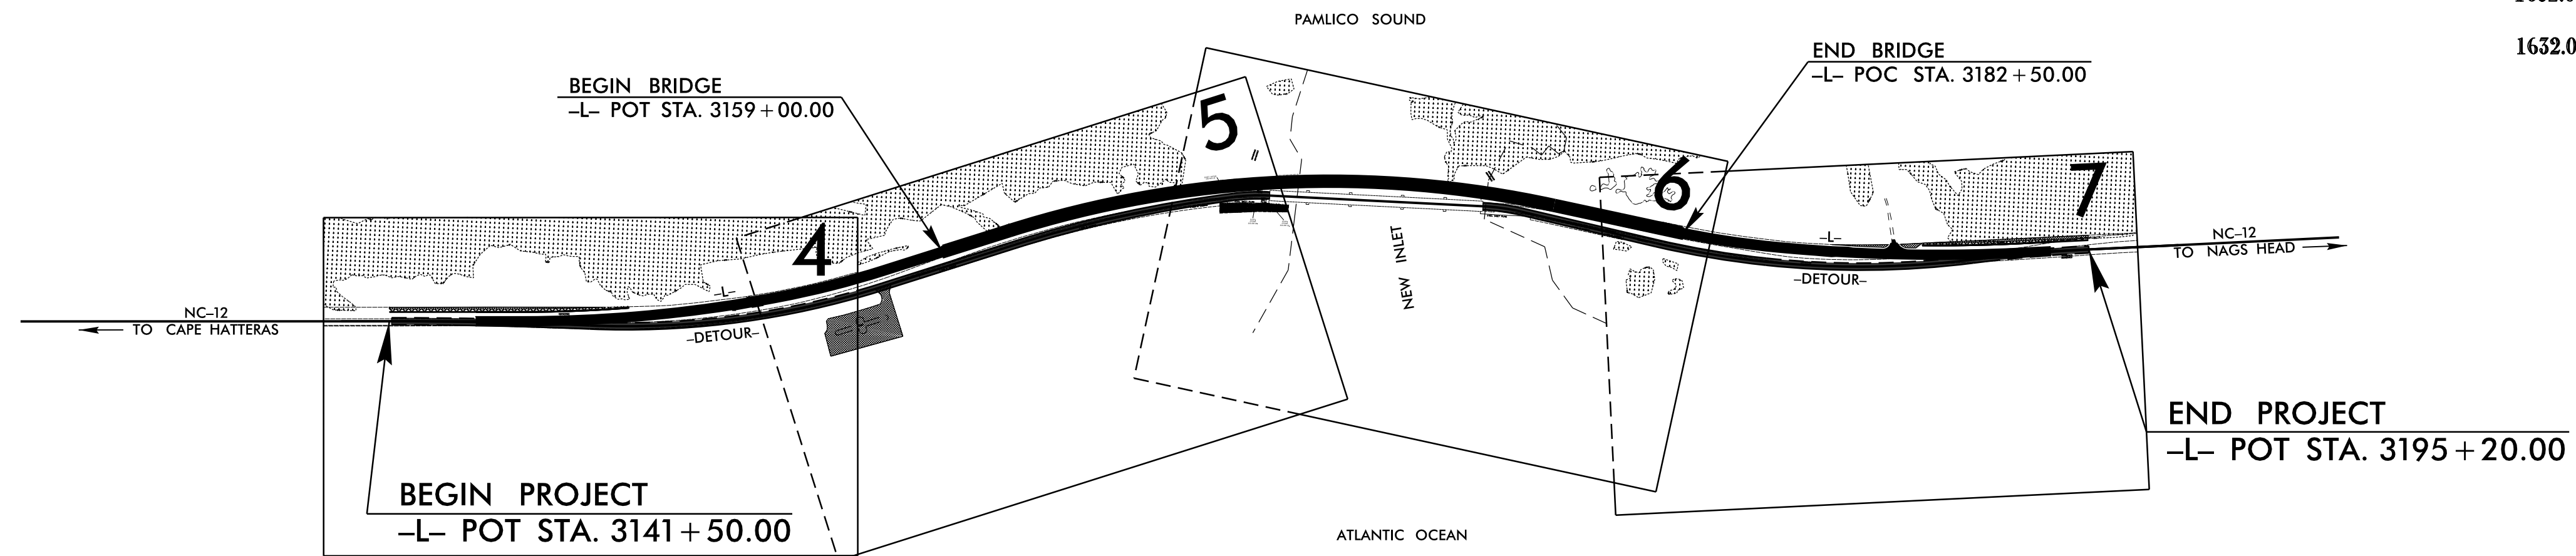 PAMLICO SOUND
1632.0
BEGIN BRIDGE
–L– POT STA. 3159+00.00
END BRIDGE
–L– POC STA. 3182+50.00
5
6
7
4
–L–
–L–
NC–12
TO NAGS HEAD
NC–12
TO CAPE HATTERAS
–DETOUR–
–DETOUR–
NEW INLET
BEGIN PROJECT
–L– POT STA. 3141+50.00
END PROJECT
–L– POT STA. 3195+20.00
ATLANTIC OCEAN